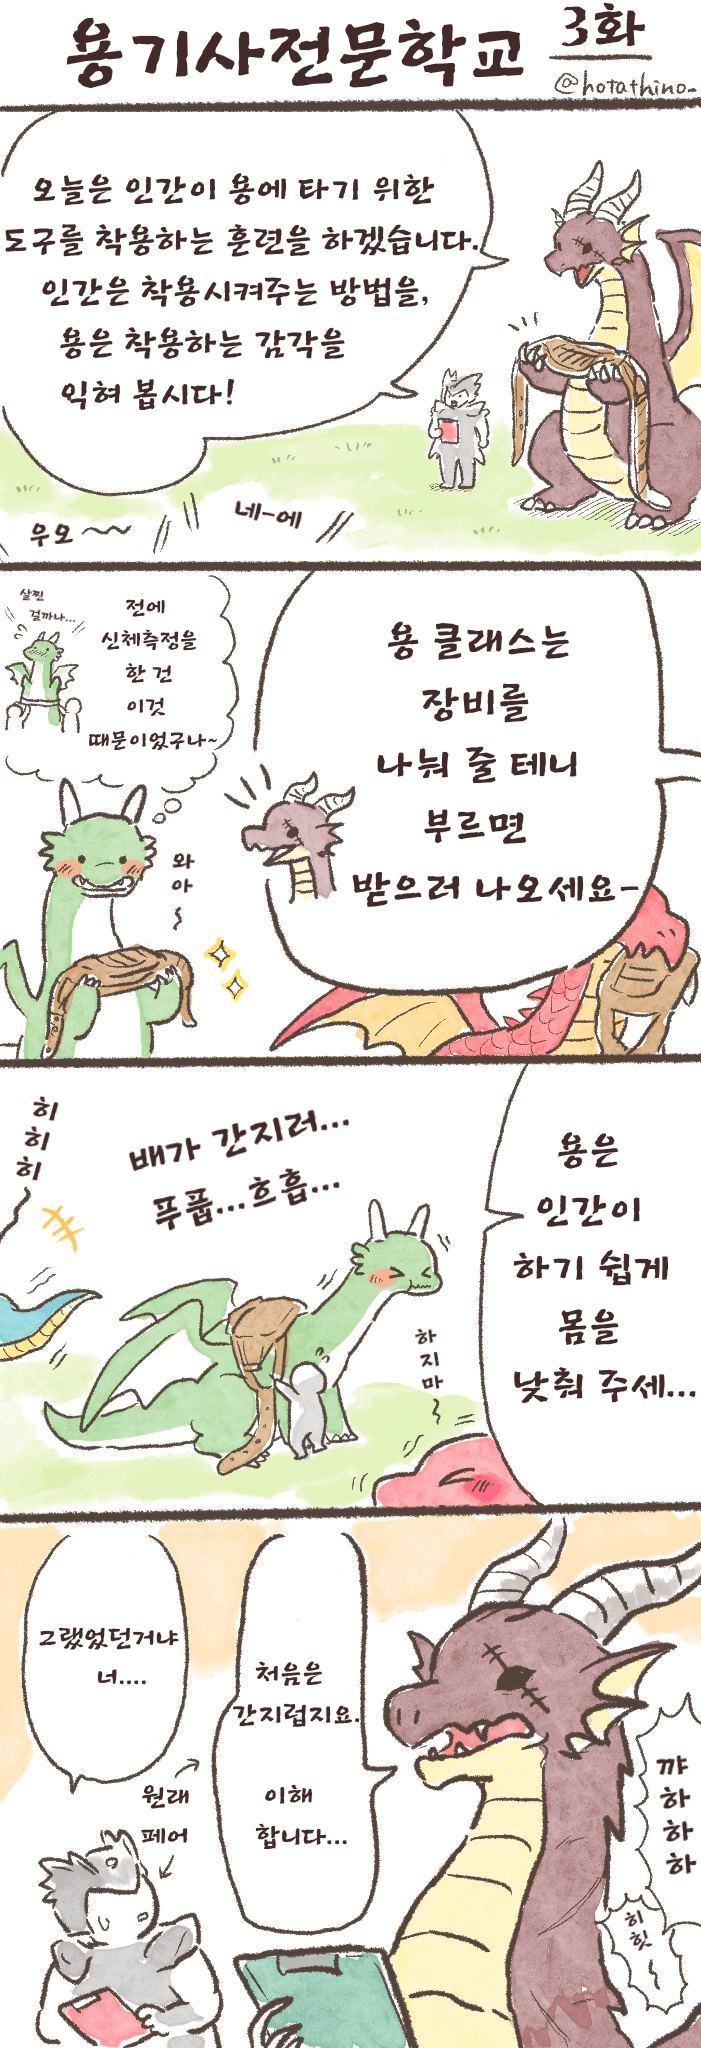 용기사전문학교
3화
@hotathino_
오늘은 인간이 용에 타기 위한
도구를 착용하는 훈련을 하겠습니다.
인간은 착용시켜주는 방법을,
용은 착용하는 감각을
익혀 봅시다!
우오~~
네-에
살찐
걸까나...
전에
신체측정을
한 건
이것
때문이었구나~
와
아
~
용 클래스는
장비를
나눠 줄 테니
부르면
받으러 나오세요-
히
히
히
배가 간지러...
푸풉...흐흡...
용은
인간이
하기 쉽게
몸을
낮춰 주세...
하
지
마
~
그랬었던거냐
너....
처음은
간지럽지요.
이해
합니다...
원래
페어
꺄
하
하
하
히
힛
~